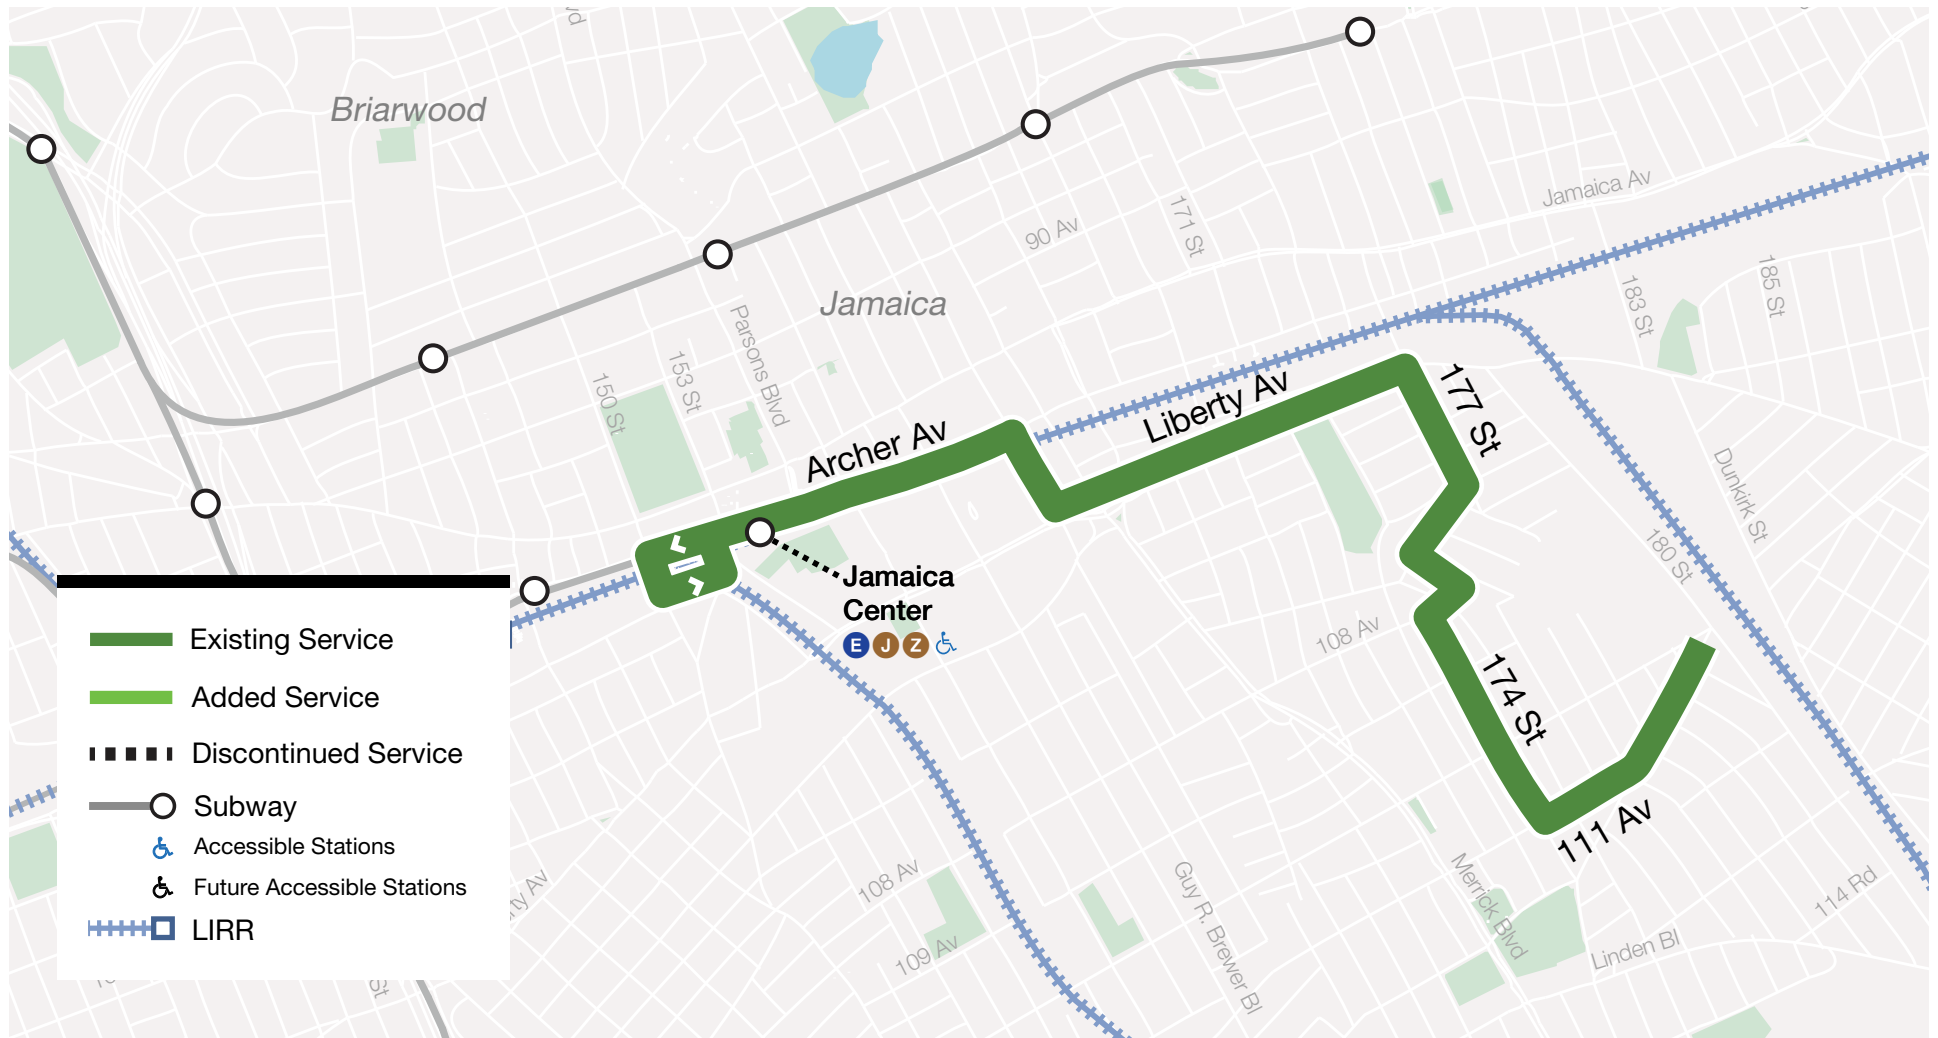 Briarwood
Jamaica Av
171 St
90 Av
183 St
185 St
Jamaica
Parsons Blvd
153 St
150 St
Archer Av
Liberty Av
177 St
Dunkirk St
180 St
Jamaica
Center
E J Z
108 Av
174 St
111 Av
Existing Service
Added Service
Discontinued Service
Subway
Accessible Stations
Future Accessible Stations
LIRR
108 Av
109 Av
Guy R. Brewer Bl
Merrick Blvd
114 Rd
Linden Bl
St